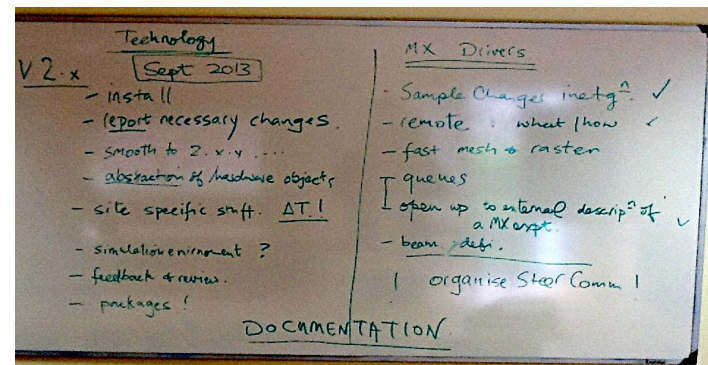 Technology
V2.x
Sept 2013
- install
- report necessary changes.
- smooth to 2.x.y ....
- abstraction of hardware objects
- site specific stuff. ΔT!
- simulation enirnoment ?
- feedback & review.
- packages!
MX Drivers
- Sample Changer inetgⁿ. ✓
- remote : what / how ✓
- fast mesh & raster
- queues
- open up to external descripⁿ of
a MX expt. ✓
- beam defi.
! organise Steer Comm !
DOCUMENTATION